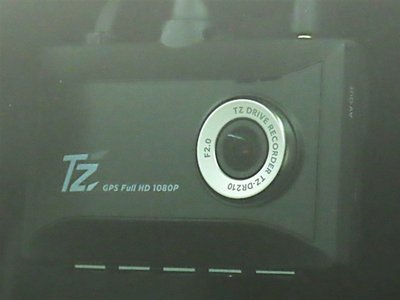 TZ DRIVE RECORDER TZ-DR210
F2.0
TZ GPS Full HD 1080P